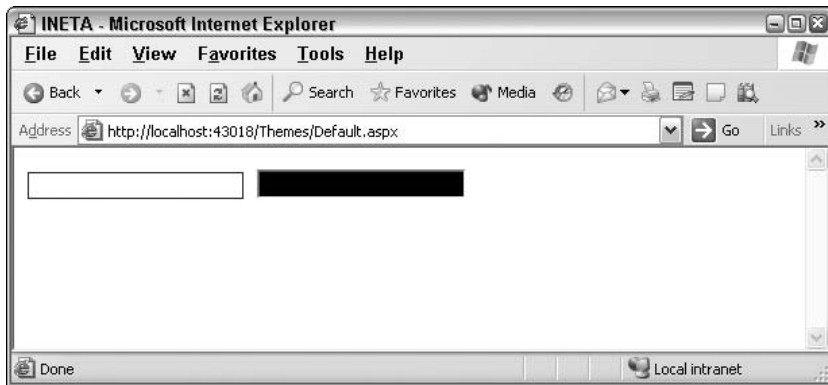 INETA - Microsoft Internet Explorer
File Edit View Favorites Tools Help
Back Search Favorites Media
Address http://localhost:43018/Themes/Default.aspx Go Links »
Done Local intranet